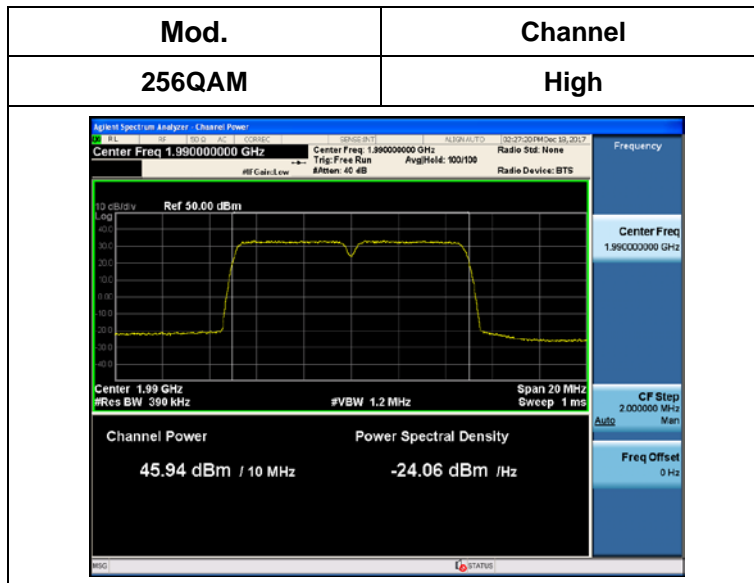 Mod. Channel
256QAM High
Agilent Spectrum Analyzer - Channel Power
RL RF 50 Ω AC CORREC SENSE:INT ALIGN AUTO 02:27:20 PM Dec 18, 2017
Center Freq 1.990000000 GHz Center Freq: 1.990000000 GHz Radio Std: None Frequency
Trig: Free Run Avg|Hold: 100/100
#IFGain:Low #Atten: 40 dB Radio Device: BTS
10 dB/div Ref 50.00 dBm
Log
40.0
30.0
20.0
10.0
0.00
-10.0
-20.0
-30.0
-40.0
Center Freq
1.990000000 GHz
Center 1.99 GHz Span 20 MHz
#Res BW 390 kHz #VBW 1.2 MHz Sweep 1 ms
CF Step
2.000000 MHz
Auto Man
Channel Power Power Spectral Density
45.94 dBm / 10 MHz -24.06 dBm /Hz
Freq Offset
0 Hz
MSG STATUS